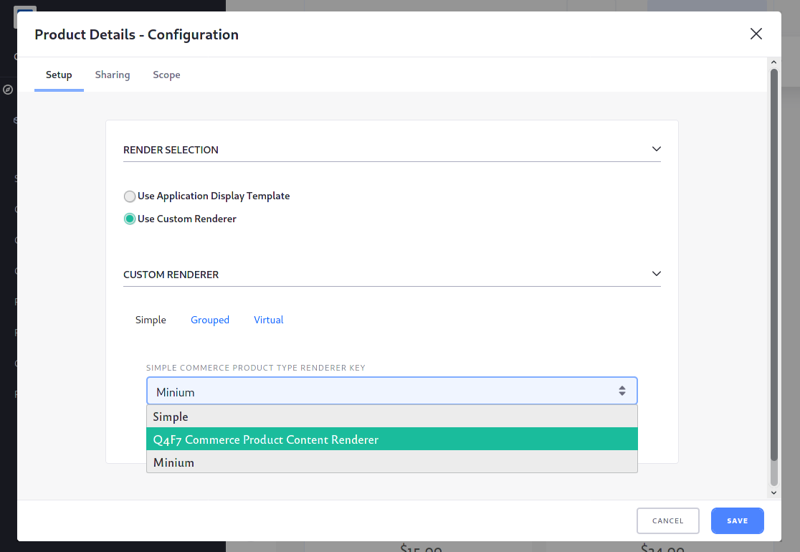 Product Details - Configuration
Setup Sharing Scope
RENDER SELECTION
Use Application Display Template
Use Custom Renderer
CUSTOM RENDERER
Simple Grouped Virtual
SIMPLE COMMERCE PRODUCT TYPE RENDERER KEY
Minium
Simple
Q4F7 Commerce Product Content Renderer
Minium
CANCEL SAVE